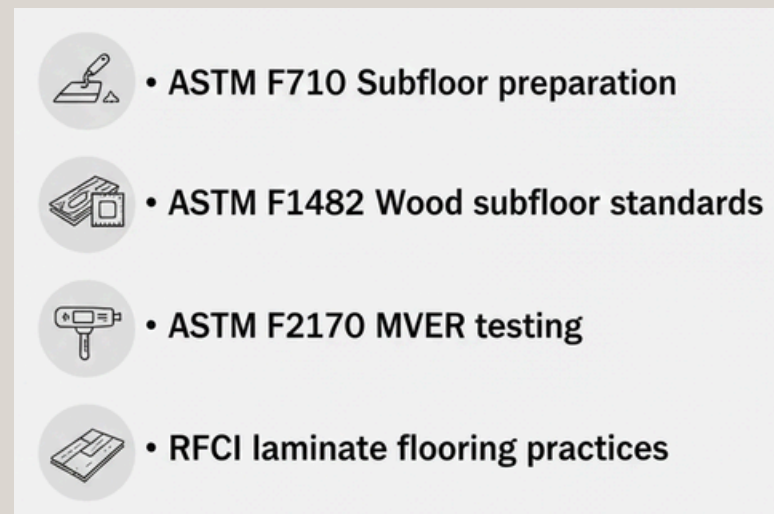 • ASTM F710 Subfloor preparation
• ASTM F1482 Wood subfloor standards
• ASTM F2170 MVER testing
• RFCI laminate flooring practices